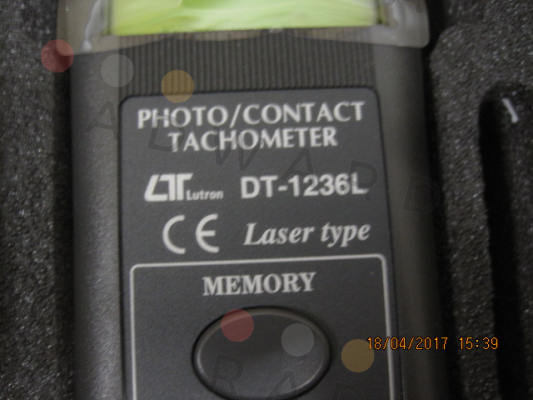 PHOTO/CONTACT
TACHOMETER
Lutron DT-1236L
CE Laser type
MEMORY
18/04/2017 15:39